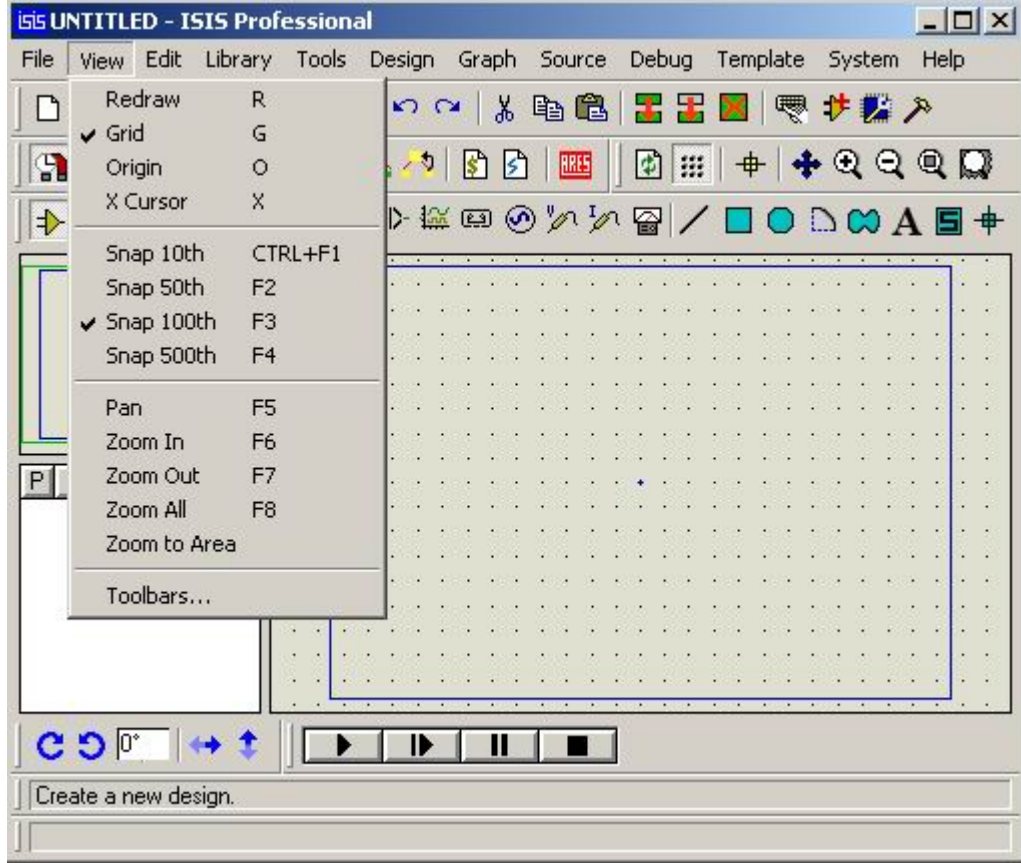 isis UNTITLED - ISIS Professional
File View Edit Library Tools Design Graph Source Debug Template System Help
Redraw R
Grid G
Origin O
X Cursor X
Snap 10th CTRL+F1
Snap 50th F2
Snap 100th F3
Snap 500th F4
Pan F5
Zoom In F6
Zoom Out F7
Zoom All F8
Zoom to Area
Toolbars...
ARES
A
S
P
0°
Create a new design.